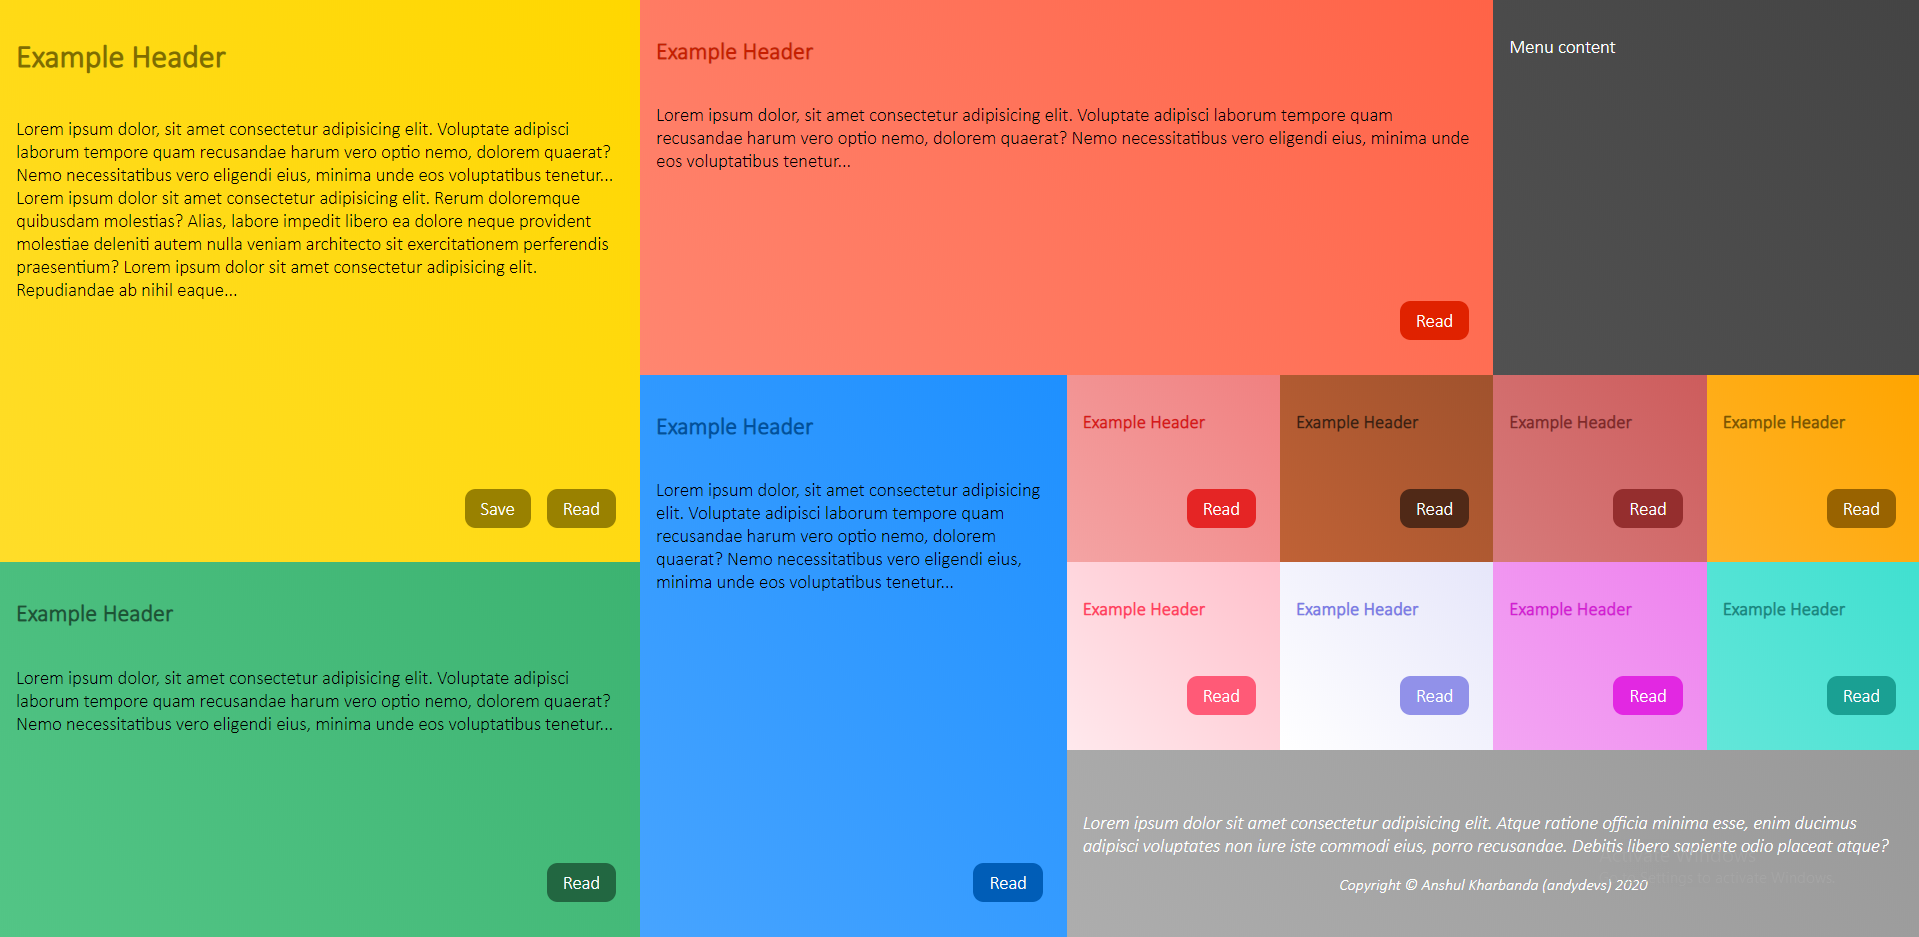 Example Header
Lorem ipsum dolor, sit amet consectetur adipisicing elit. Voluptate adipisci
laborum tempore quam recusandae harum vero optio nemo, dolorem quaerat?
Nemo necessitatibus vero eligendi eius, minima unde eos voluptatibus tenetur...
Lorem ipsum dolor sit amet consectetur adipisicing elit. Rerum doloremque
quibusdam molestias? Alias, labore impedit libero ea dolore neque provident
molestiae deleniti autem nulla veniam architecto sit exercitationem perferendis
praesentium? Lorem ipsum dolor sit amet consectetur adipisicing elit.
Repudiandae ab nihil eaque...
Save
Read
Example Header
Lorem ipsum dolor, sit amet consectetur adipisicing elit. Voluptate adipisci laborum tempore quam
recusandae harum vero optio nemo, dolorem quaerat? Nemo necessitatibus vero eligendi eius, minima unde
eos voluptatibus tenetur...
Read
Menu content
Example Header
Lorem ipsum dolor, sit amet consectetur adipisicing
elit. Voluptate adipisci laborum tempore quam
recusandae harum vero optio nemo, dolorem
quaerat? Nemo necessitatibus vero eligendi eius,
minima unde eos voluptatibus tenetur...
Read
Example Header
Read
Example Header
Read
Example Header
Read
Example Header
Read
Example Header
Lorem ipsum dolor, sit amet consectetur adipisicing elit. Voluptate adipisci
laborum tempore quam recusandae harum vero optio nemo, dolorem quaerat?
Nemo necessitatibus vero eligendi eius, minima unde eos voluptatibus tenetur...
Read
Example Header
Read
Example Header
Read
Example Header
Read
Example Header
Read
Lorem ipsum dolor sit amet consectetur adipisicing elit. Atque ratione officia minima esse, enim ducimus
adipisci voluptates non iure iste commodi eius, porro recusandae. Debitis libero sapiente odio placeat atque?
Activate Windows
Settings to activate Windows.
Copyright © Anshul Kharbanda (andydevs) 2020